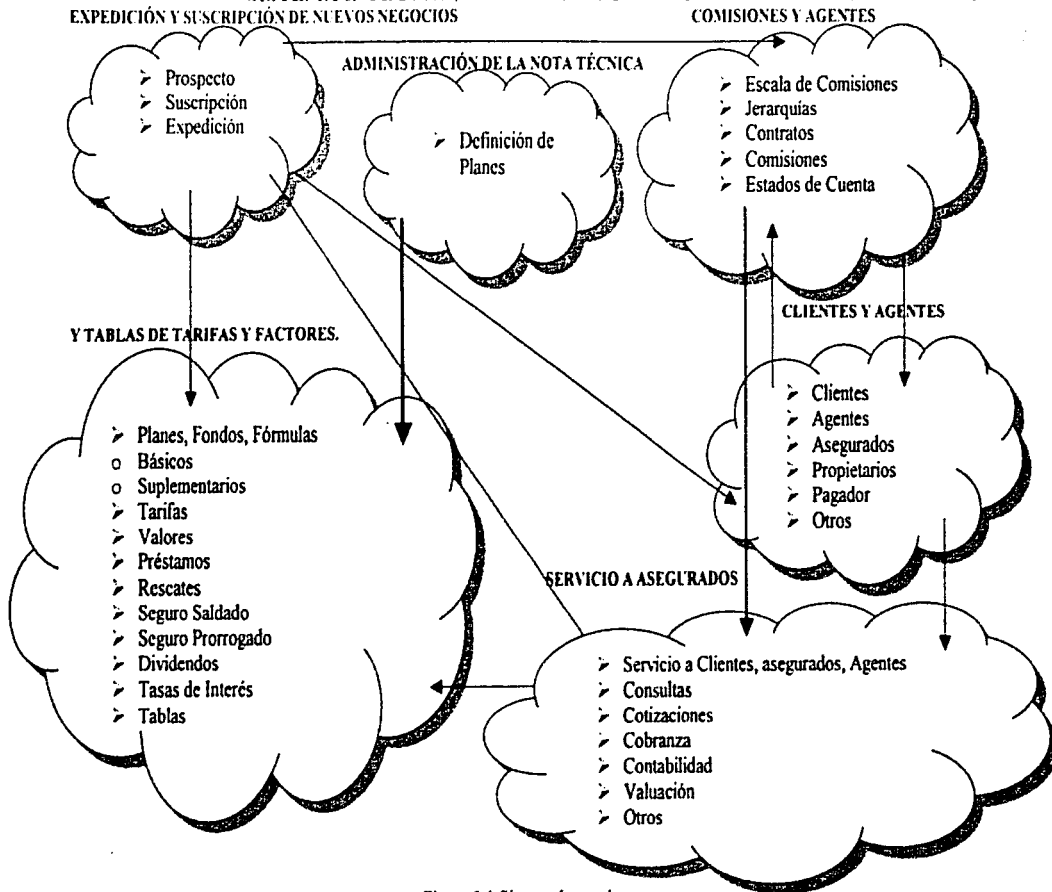 EXPEDICIÓN Y SUSCRIPCIÓN DE NUEVOS NEGOCIOS
COMISIONES Y AGENTES
ADMINISTRACIÓN DE LA NOTA TÉCNICA
➤ Prospecto
➤ Suscripción
➤ Expedición
➤ Definición de
Planes
➤ Escala de Comisiones
➤ Jerarquías
➤ Contratos
➤ Comisiones
➤ Estados de Cuenta
CLIENTES Y AGENTES
➤ Clientes
➤ Agentes
➤ Asegurados
➤ Propietarios
➤ Pagador
➤ Otros
Y TABLAS DE TARIFAS Y FACTORES.
➤ Planes, Fondos, Fórmulas
o Básicos
o Suplementarios
➤ Tarifas
➤ Valores
➤ Préstamos
➤ Rescates
➤ Seguro Saldado
➤ Seguro Prorrogado
➤ Dividendos
➤ Tasas de Interés
➤ Tablas
SERVICIO A ASEGURADOS
➤ Servicio a Clientes, asegurados, Agentes
➤ Consultas
➤ Cotizaciones
➤ Cobranza
➤ Contabilidad
➤ Valuación
➤ Otros